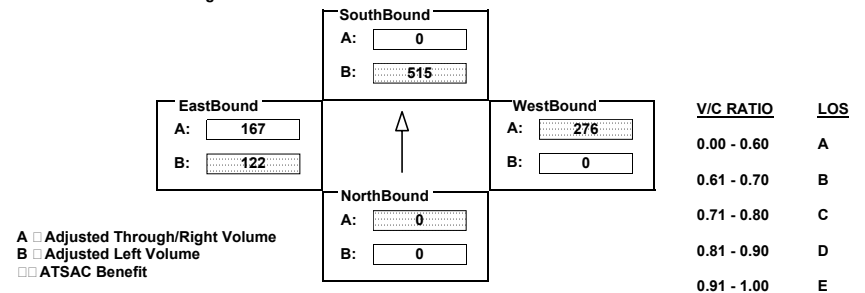 SouthBound
A: 0
B: 515
EastBound
A: 167
B: 122
WestBound
A: 276
B: 0
NorthBound
A: 0
B: 0
A □ Adjusted Through/Right Volume
B □ Adjusted Left Volume
□□ ATSAC Benefit
V/C RATIO LOS
0.00 - 0.60 A
0.61 - 0.70 B
0.71 - 0.80 C
0.81 - 0.90 D
0.91 - 1.00 E